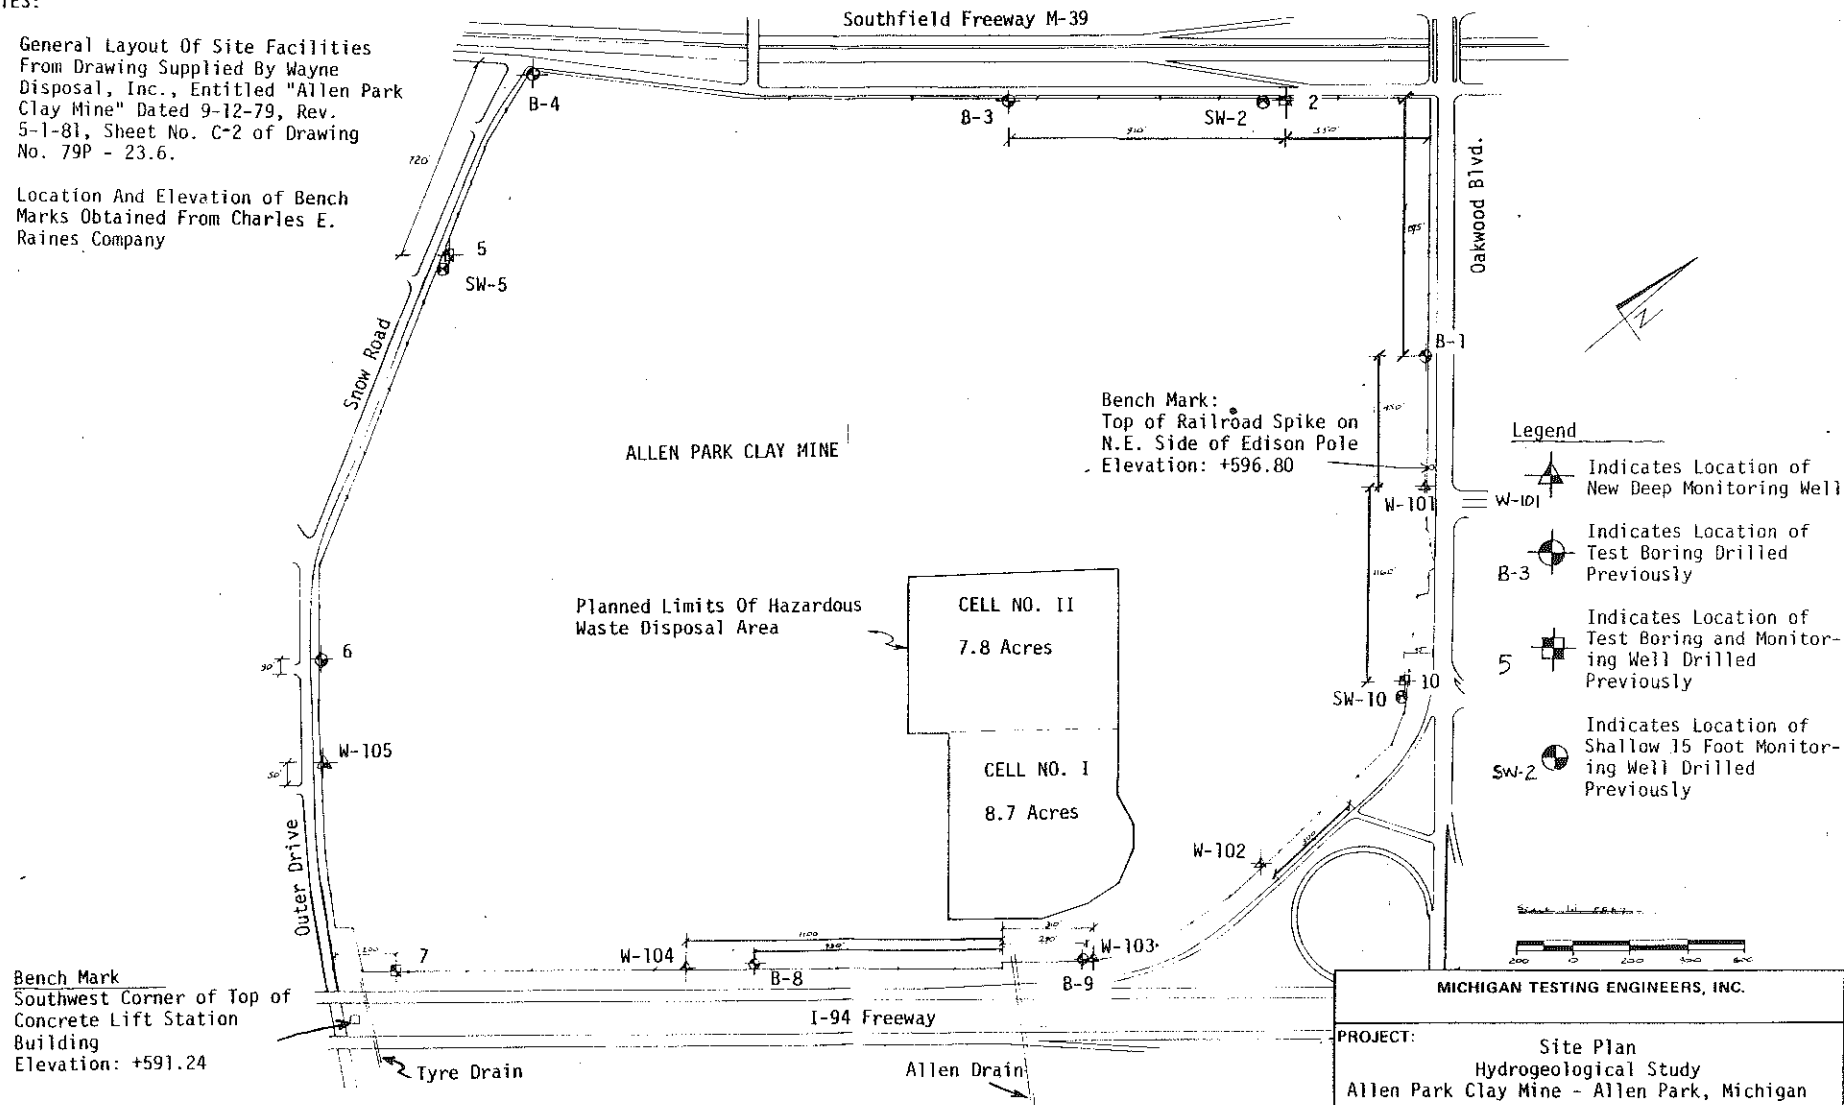 TES:
General Layout Of Site Facilities
From Drawing Supplied By Wayne
Disposal, Inc., Entitled "Allen Park
Clay Mine" Dated 9-12-79, Rev.
5-1-81, Sheet No. C-2 of Drawing
No. 79P - 23.6.
Location And Elevation of Bench
Marks Obtained From Charles E.
Raines Company
Southfield Freeway M-39
B-4
B-3
SW-2
2
720'
Oakwood Blvd.
5
SW-5
Snow Road
B-1
N
ALLEN PARK CLAY MINE
Bench Mark:
Top of Railroad Spike on
N.E. Side of Edison Pole
Elevation: +596.80
W-101
Legend
Indicates Location of
New Deep Monitoring Well
W-101
Indicates Location of
Test Boring Drilled
Previously
B-3
Indicates Location of
Test Boring and Monitor-
ing Well Drilled
Previously
5
Indicates Location of
Shallow 15 Foot Monitor-
ing Well Drilled
Previously
SW-2
Planned Limits Of Hazardous
Waste Disposal Area
CELL NO. II
7.8 Acres
CELL NO. I
8.7 Acres
6
90'
W-105
50'
Outer Drive
10
SW-10
W-102
W-103
W-104
B-8
B-9
7
I-94 Freeway
Bench Mark
Southwest Corner of Top of
Concrete Lift Station
Building
Elevation: +591.24
Tyre Drain
Allen Drain
200 0 200 400 600
MICHIGAN TESTING ENGINEERS, INC.
PROJECT:
Site Plan
Hydrogeological Study
Allen Park Clay Mine - Allen Park, Michigan